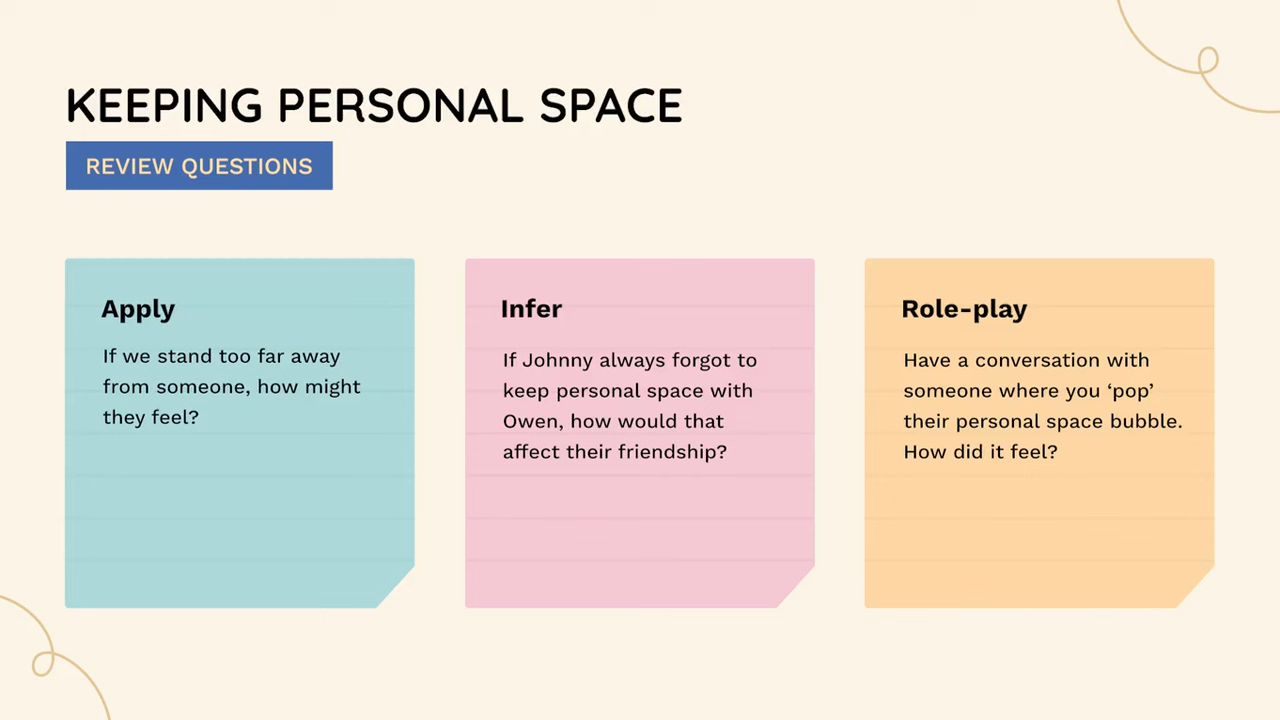 KEEPING PERSONAL SPACE
REVIEW QUESTIONS
Apply
If we stand too far away
from someone, how might
they feel?
Infer
If Johnny always forgot to
keep personal space with
Owen, how would that
affect their friendship?
Role-play
Have a conversation with
someone where you ‘pop’
their personal space bubble.
How did it feel?